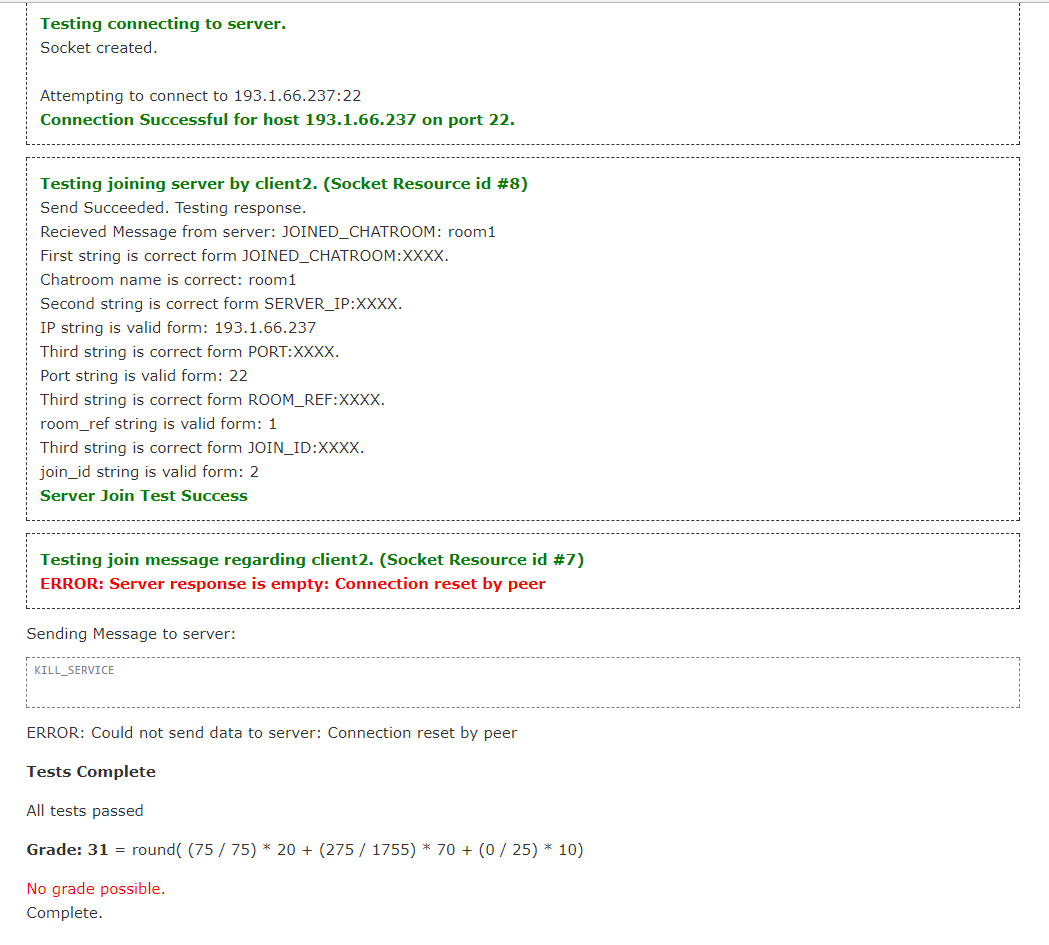 Testing connecting to server.
Socket created.
Attempting to connect to 193.1.66.237:22
Connection Successful for host 193.1.66.237 on port 22.
Testing joining server by client2. (Socket Resource id #8)
Send Succeeded. Testing response.
Recieved Message from server: JOINED_CHATROOM: room1
First string is correct form JOINED_CHATROOM:XXXX.
Chatroom name is correct: room1
Second string is correct form SERVER_IP:XXXX.
IP string is valid form: 193.1.66.237
Third string is correct form PORT:XXXX.
Port string is valid form: 22
Third string is correct form ROOM_REF:XXXX.
room_ref string is valid form: 1
Third string is correct form JOIN_ID:XXXX.
join_id string is valid form: 2
Server Join Test Success
Testing join message regarding client2. (Socket Resource id #7)
ERROR: Server response is empty: Connection reset by peer
Sending Message to server:
KILL_SERVICE
ERROR: Could not send data to server: Connection reset by peer
Tests Complete
All tests passed
Grade: 31 = round( (75 / 75) * 20 + (275 / 1755) * 70 + (0 / 25) * 10)
No grade possible.
Complete.